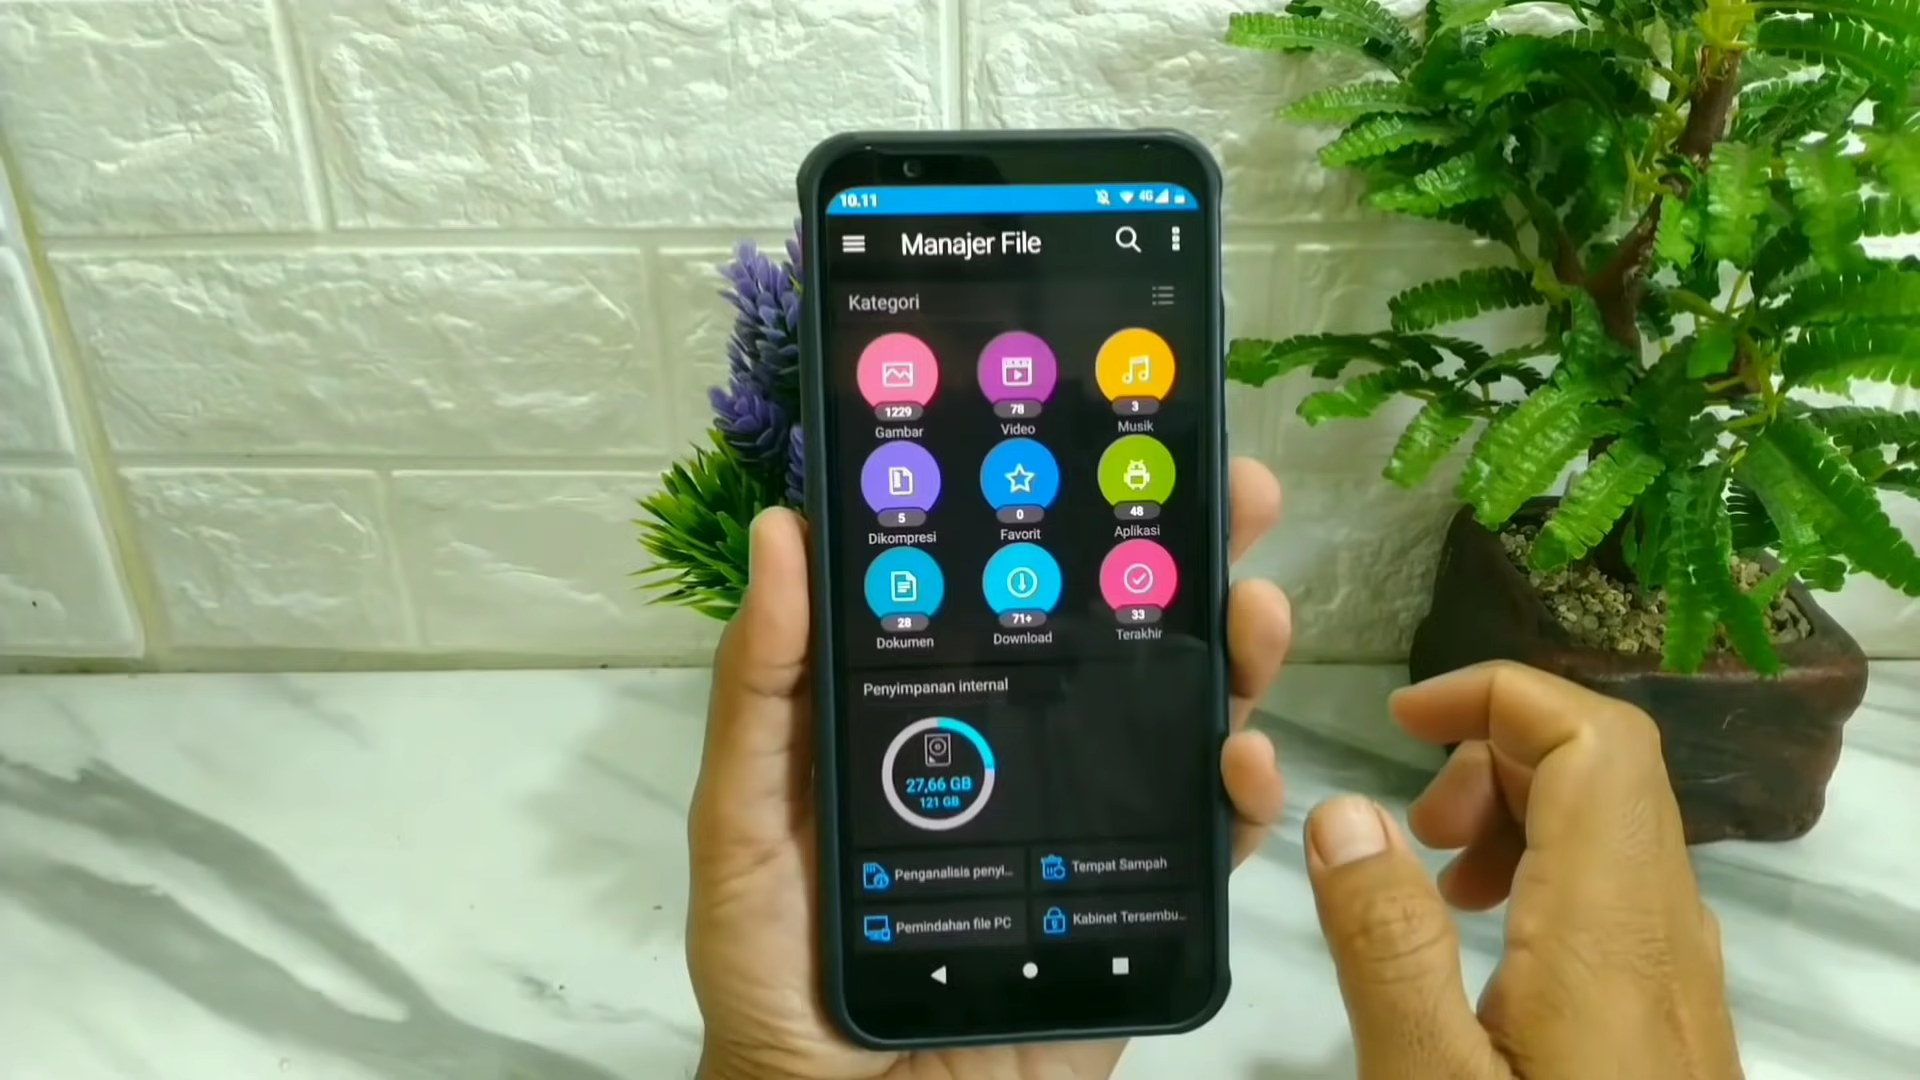 10.11
4G
Manajer File
Kategori
1229
78
3
Gambar
Video
Musik
5
0
48
Dikompresi
Favorit
Aplikasi
28
71+
33
Dokumen
Download
Terakhir
Penyimpanan internal
27,66 GB
121 GB
Penganalisis penyi...
Tempat Sampah
Pemindahan file PC
Kabinet Tersembu...